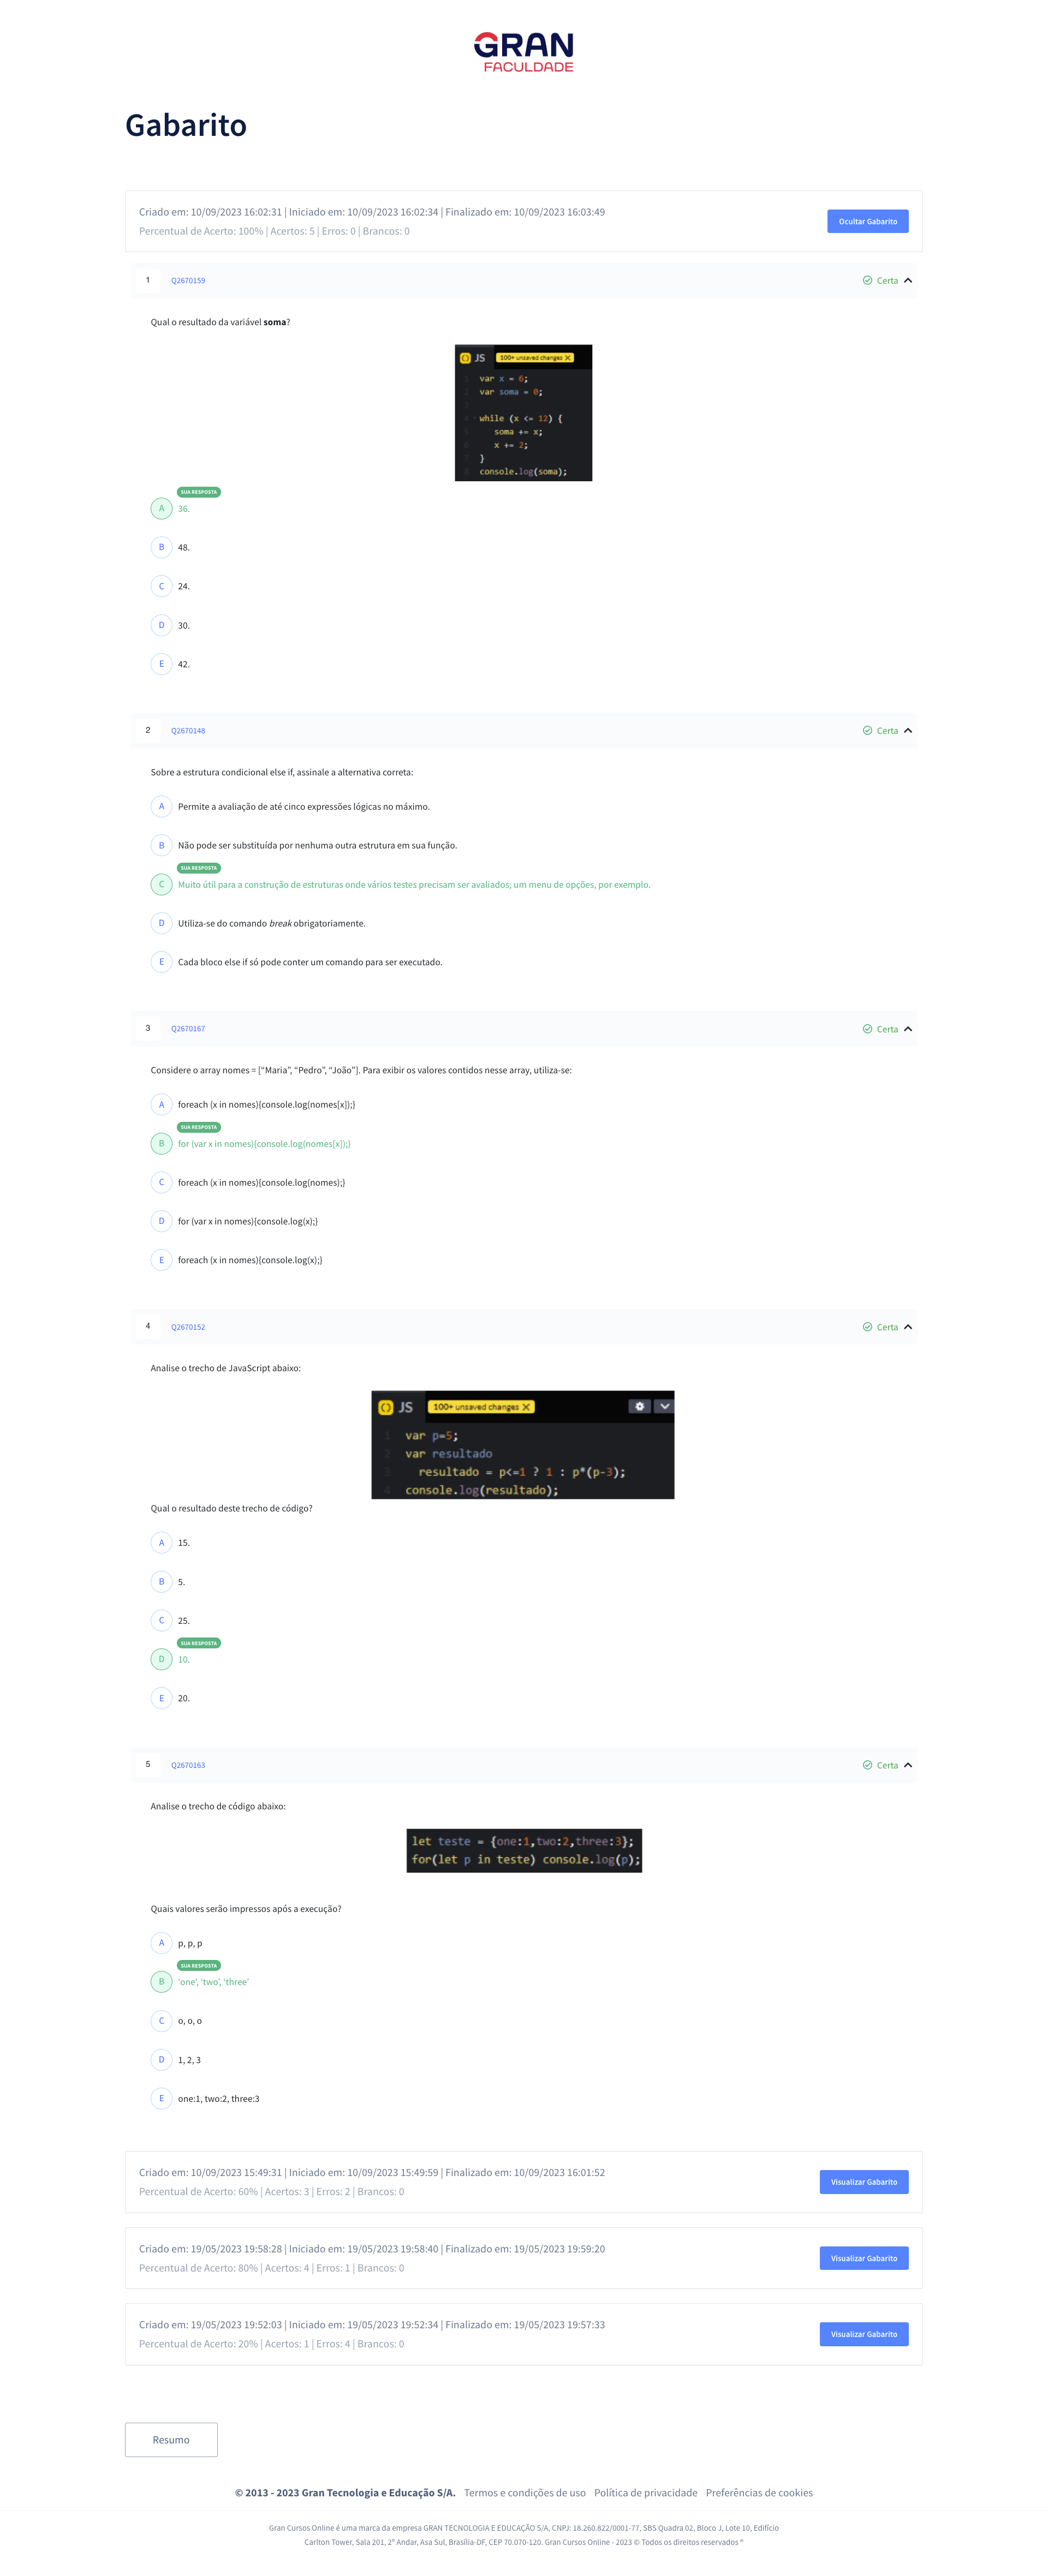 GRAN
FACULDADE
Gabarito
Criado em: 10/09/2023 16:02:31 | Iniciado em: 10/09/2023 16:02:34 | Finalizado em: 10/09/2023 16:03:49
Percentual de Acerto: 100% | Acertos: 5 | Erros: 0 | Brancos: 0
Ocultar Gabarito
1 Q2670159 Certa
Qual o resultado da variável soma?
JS 100+ unsaved changes X
1 var x = 6;
2 var soma = 0;
3
4 while (x <= 12) {
5 soma += x;
6 x += 2;
7 }
8 console.log(soma);
SUA RESPOSTA
A 36.
B 48.
C 24.
D 30.
E 42.
2 Q2670148 Certa
Sobre a estrutura condicional else if, assinale a alternativa correta:
A Permite a avaliação de até cinco expressões lógicas no máximo.
B Não pode ser substituída por nenhuma outra estrutura em sua função.
SUA RESPOSTA
C Muito útil para a construção de estruturas onde vários testes precisam ser avaliados; um menu de opções, por exemplo.
D Utiliza-se do comando break obrigatoriamente.
E Cada bloco else if só pode conter um comando para ser executado.
3 Q2670167 Certa
Considere o array nomes = [“Maria”, “Pedro”, “João”]. Para exibir os valores contidos nesse array, utiliza-se:
A foreach (x in nomes){console.log(nomes[x]);}
SUA RESPOSTA
B for (var x in nomes){console.log(nomes[x]);}
C foreach (x in nomes){console.log(nomes);}
D for (var x in nomes){console.log(x);}
E foreach (x in nomes){console.log(x);}
4 Q2670152 Certa
Analise o trecho de JavaScript abaixo:
JS 100+ unsaved changes X
1 var p=5;
2 var resultado
3 resultado = p<=1 ? 1 : p*(p-3);
4 console.log(resultado);
Qual o resultado deste trecho de código?
A 15.
B 5.
C 25.
SUA RESPOSTA
D 10.
E 20.
5 Q2670163 Certa
Analise o trecho de código abaixo:
let teste = {one:1,two:2,three:3};
for(let p in teste) console.log(p);
Quais valores serão impressos após a execução?
A p, p, p
SUA RESPOSTA
B ‘one’, ‘two’, ‘three’
C o, o, o
D 1, 2, 3
E one:1, two:2, three:3
Criado em: 10/09/2023 15:49:31 | Iniciado em: 10/09/2023 15:49:59 | Finalizado em: 10/09/2023 16:01:52
Percentual de Acerto: 60% | Acertos: 3 | Erros: 2 | Brancos: 0
Visualizar Gabarito
Criado em: 19/05/2023 19:58:28 | Iniciado em: 19/05/2023 19:58:40 | Finalizado em: 19/05/2023 19:59:20
Percentual de Acerto: 80% | Acertos: 4 | Erros: 1 | Brancos: 0
Visualizar Gabarito
Criado em: 19/05/2023 19:52:03 | Iniciado em: 19/05/2023 19:52:34 | Finalizado em: 19/05/2023 19:57:33
Percentual de Acerto: 20% | Acertos: 1 | Erros: 4 | Brancos: 0
Visualizar Gabarito
Resumo
© 2013 - 2023 Gran Tecnologia e Educação S/A. Termos e condições de uso Política de privacidade Preferências de cookies
Gran Cursos Online é uma marca da empresa GRAN TECNOLOGIA E EDUCAÇÃO S/A, CNPJ: 18.260.822/0001-77, SBS Quadra 02, Bloco J, Lote 10, Edifício
Carlton Tower, Sala 201, 2º Andar, Asa Sul, Brasília-DF, CEP 70.070-120. Gran Cursos Online - 2023 © Todos os direitos reservados ®